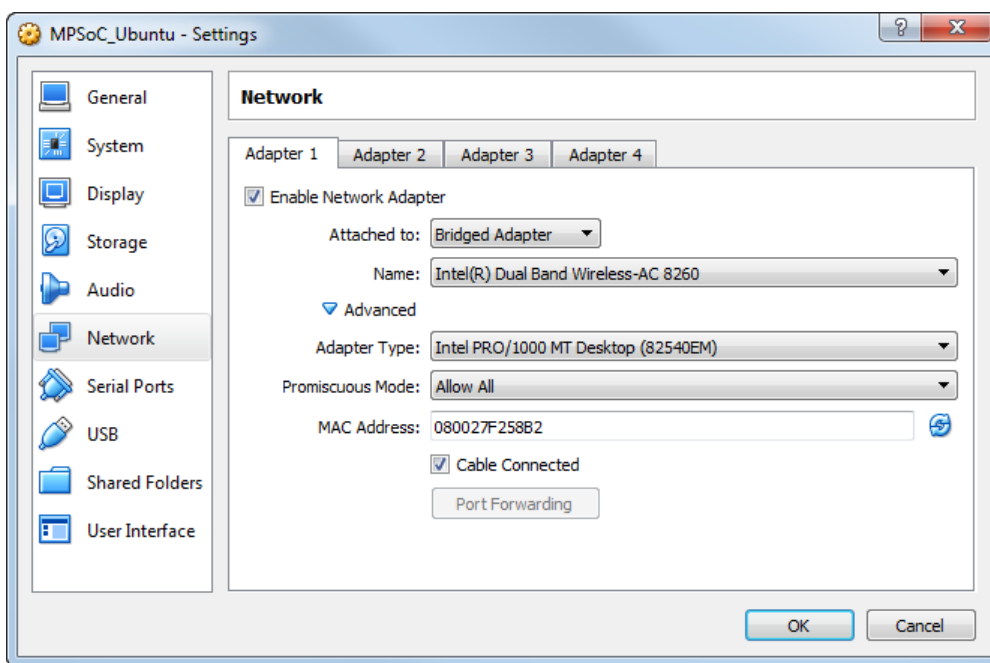 MPSoC_Ubuntu - Settings
General
System
Display
Storage
Audio
Network
Serial Ports
USB
Shared Folders
User Interface
Network
Adapter 1 Adapter 2 Adapter 3 Adapter 4
Enable Network Adapter
Attached to: Bridged Adapter
Name: Intel(R) Dual Band Wireless-AC 8260
Advanced
Adapter Type: Intel PRO/1000 MT Desktop (82540EM)
Promiscuous Mode: Allow All
MAC Address: 080027F258B2
Cable Connected
Port Forwarding
OK Cancel